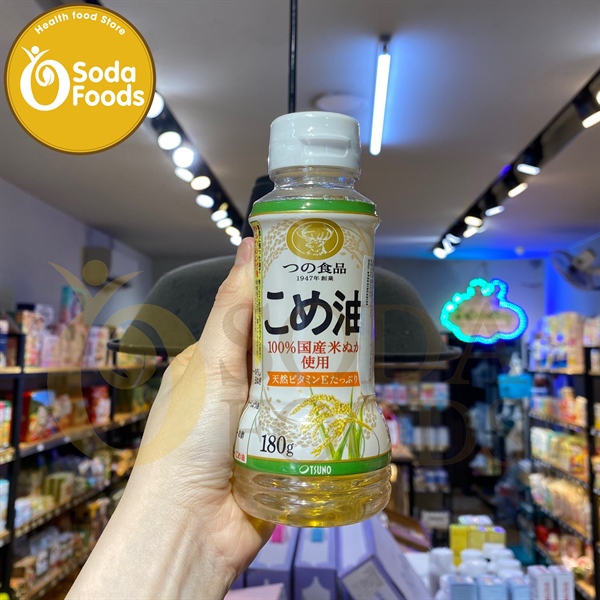 Health food Store
Soda
Foods
つの食品
1947年創業
こめ油
100%国産米ぬか
使用
天然ビタミンEたっぷり
180g
TSUNO
SODA
FOODS